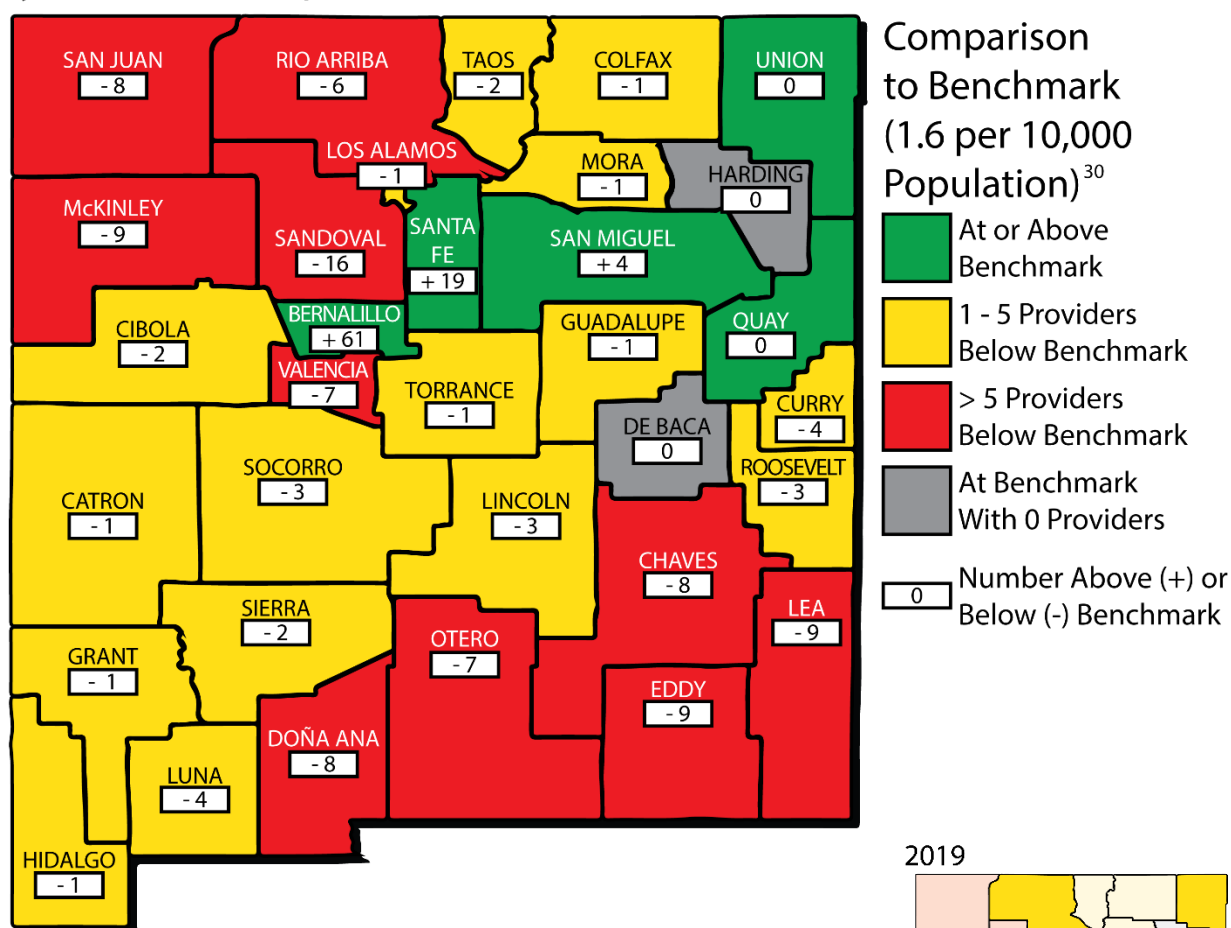 SAN JUAN
- 8
RIO ARRIBA
- 6
TAOS
- 2
COLFAX
- 1
UNION
0
LOS ALAMOS
- 1
MORA
- 1
HARDING
0
McKINLEY
- 9
SANDOVAL
- 16
SANTA
FE
+ 19
SAN MIGUEL
+ 4
CIBOLA
- 2
BERNALILLO
+ 61
VALENCIA
- 7
TORRANCE
- 1
GUADALUPE
- 1
QUAY
0
CURRY
- 4
DE BACA
0
ROOSEVELT
- 3
CATRON
- 1
SOCORRO
- 3
LINCOLN
- 3
CHAVES
- 8
LEA
- 9
SIERRA
- 2
OTERO
- 7
EDDY
- 9
GRANT
- 1
DOÑA ANA
- 8
LUNA
- 4
HIDALGO
- 1
Comparison
to Benchmark
(1.6 per 10,000
Population)30
At or Above
Benchmark
1 - 5 Providers
Below Benchmark
> 5 Providers
Below Benchmark
At Benchmark
With 0 Providers
0
Number Above (+) or
Below (-) Benchmark
2019